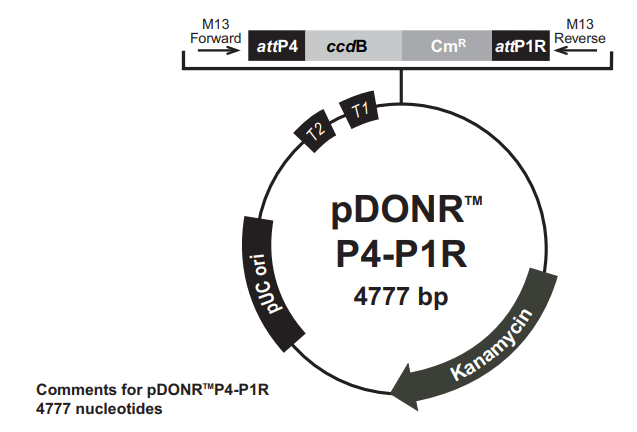 M13
Forward
M13
Reverse
attP4
ccdB
CmR
attP1R
T2
T1
pDONR™
P4-P1R
4777 bp
pUC ori
Kanamycin
Comments for pDONR™P4-P1R
4777 nucleotides